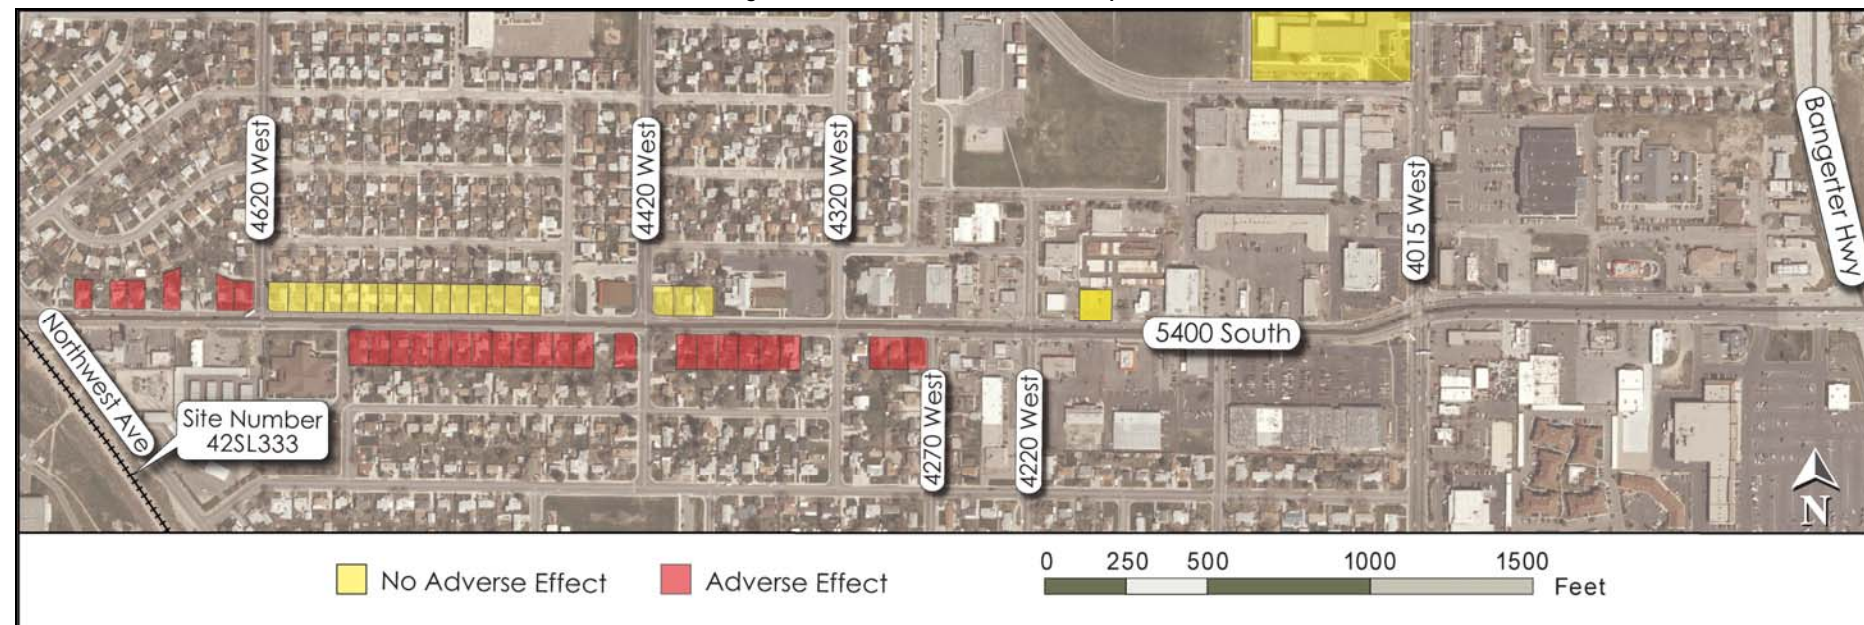 4620 West
4420 West
4320 West
4015 West
Bangerter Hwy
5400 South
Northwest Ave
Site Number
42SL333
4270 West
4220 West
N
No Adverse Effect
Adverse Effect
0 250 500 1000 1500
Feet